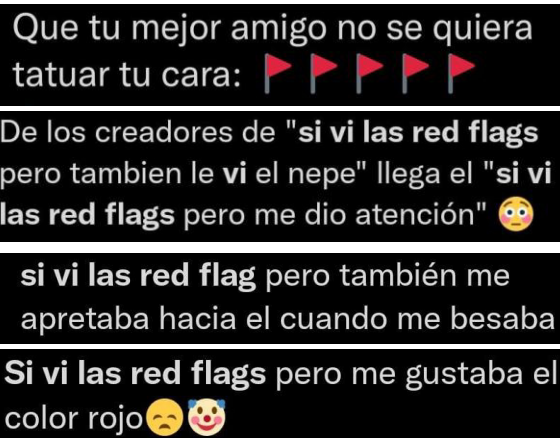 Que tu mejor amigo no se quiera
tatuar tu cara: 🚩🚩🚩🚩🚩
De los creadores de "si vi las red flags
pero tambien le vi el nepe" llega el "si vi
las red flags pero me dio atención" 😳
si vi las red flag pero también me
apretaba hacia el cuando me besaba
Si vi las red flags pero me gustaba el
color rojo😞🤡